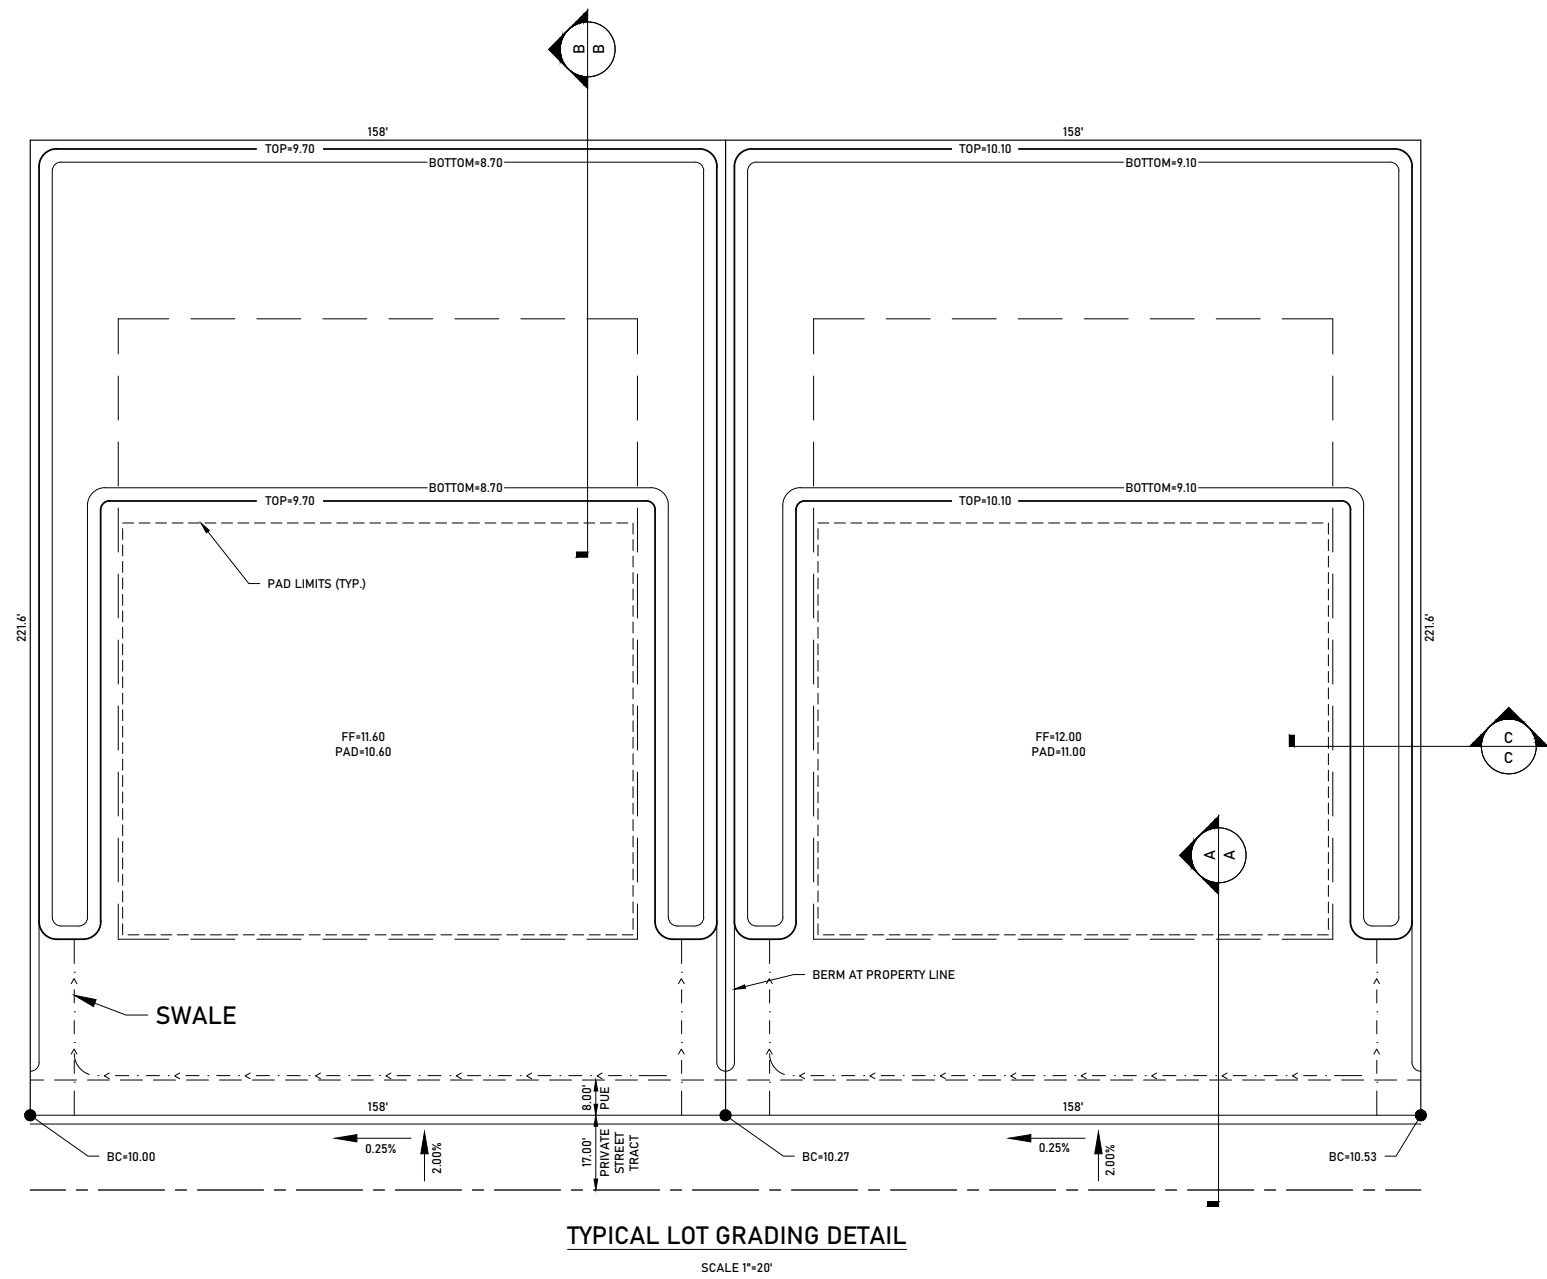 B B
158'
158'
TOP=9.70
TOP=10.10
BOTTOM=8.70
BOTTOM=9.10
BOTTOM=8.70
BOTTOM=9.10
TOP=9.70
TOP=10.10
PAD LIMITS (TYP.)
221.6'
221.6'
FF=11.60
PAD=10.60
FF=12.00
PAD=11.00
C
C
A A
BERM AT PROPERTY LINE
SWALE
8.00'
PUE
158'
158'
17.00'
PRIVATE
STREET
TRACT
BC=10.00
0.25%
2.00%
BC=10.27
0.25%
2.00%
BC=10.53
TYPICAL LOT GRADING DETAIL
SCALE 1"=20'